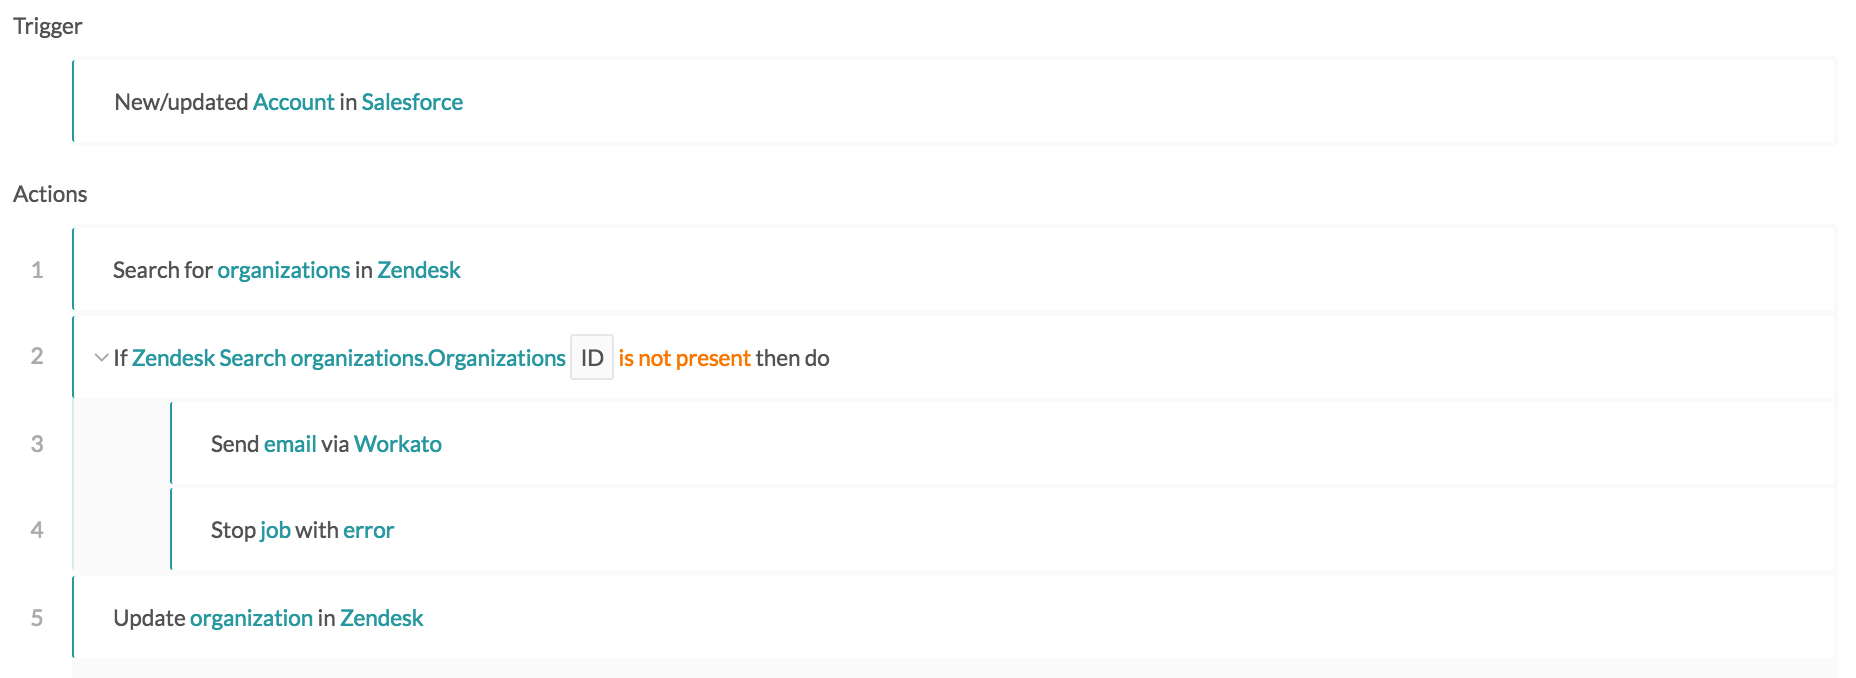 Trigger
New/updated Account in Salesforce
Actions
1 Search for organizations in Zendesk
2 If Zendesk Search organizations.Organizations ID is not present then do
3 Send email via Workato
4 Stop job with error
5 Update organization in Zendesk